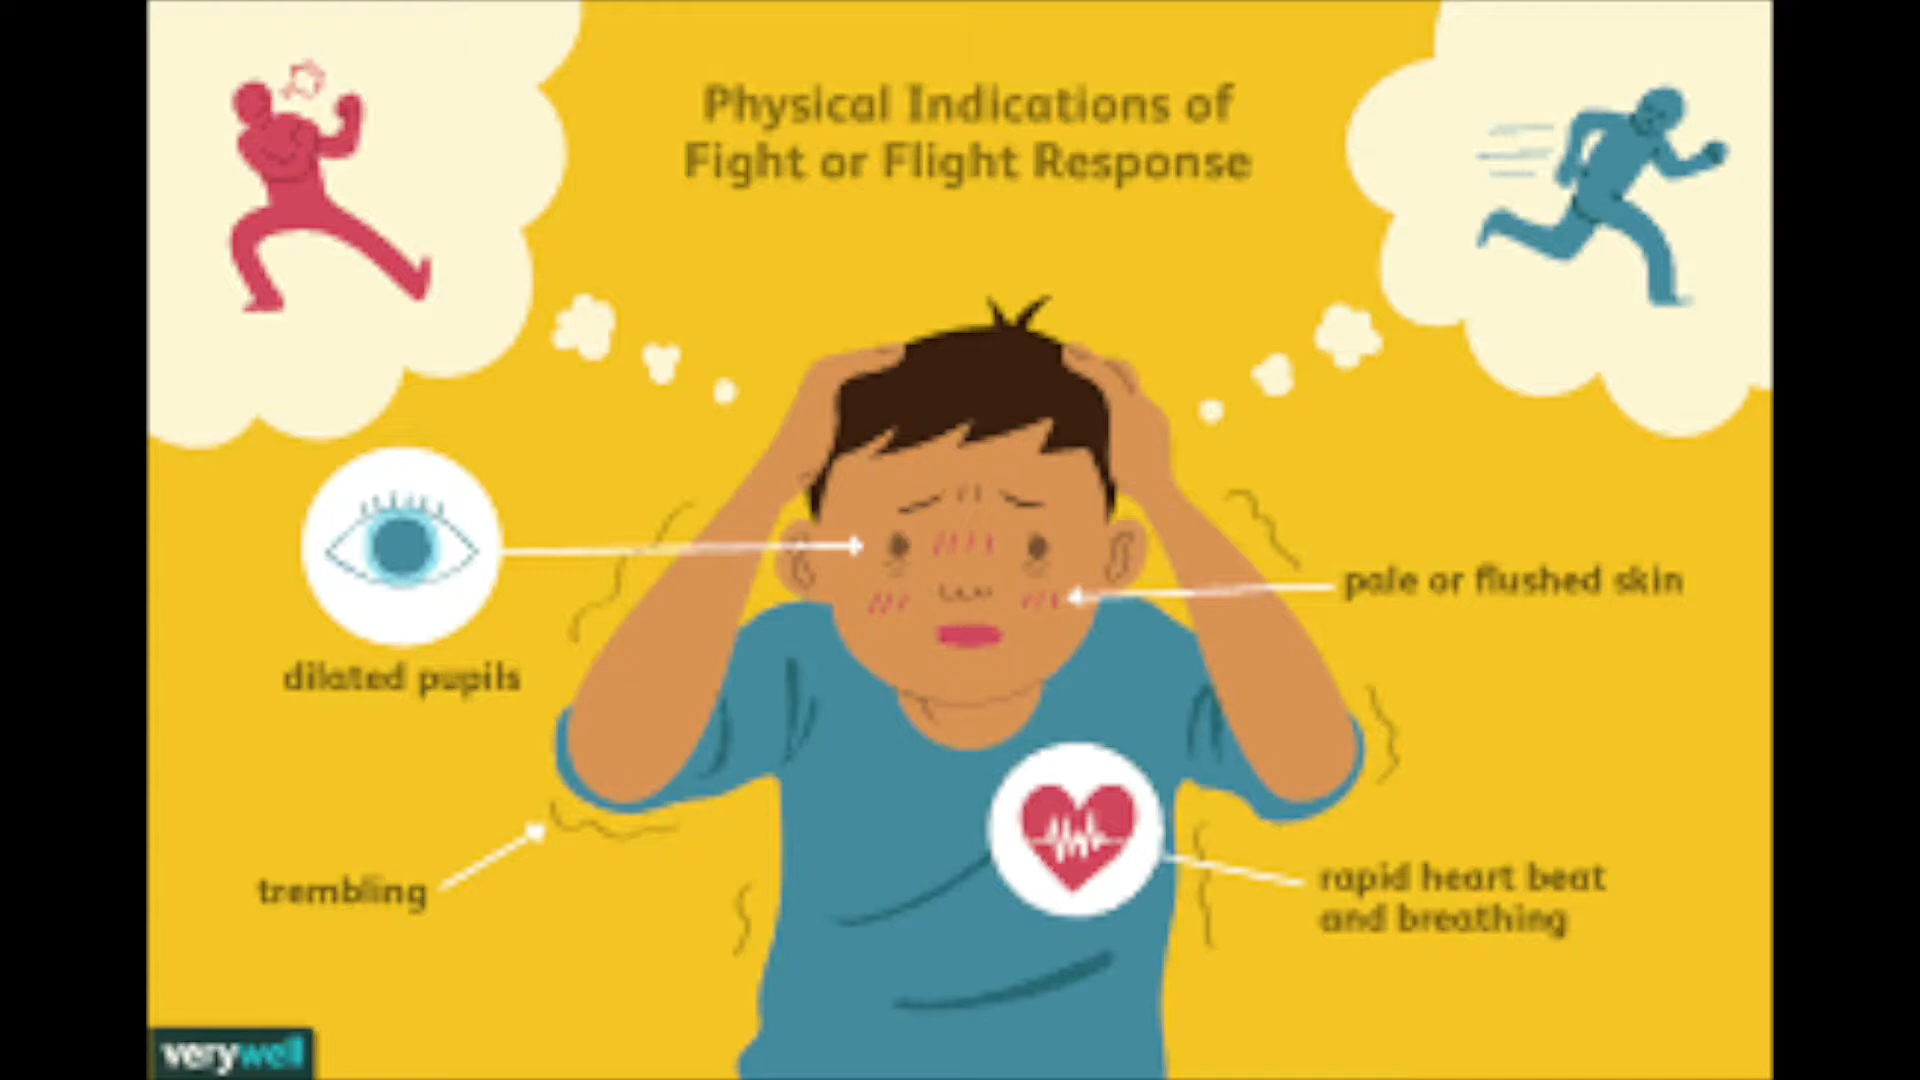 Physical Indications of
Fight or Flight Response
dilated pupils
pale or flushed skin
trembling
rapid heart beat
and breathing
verywell